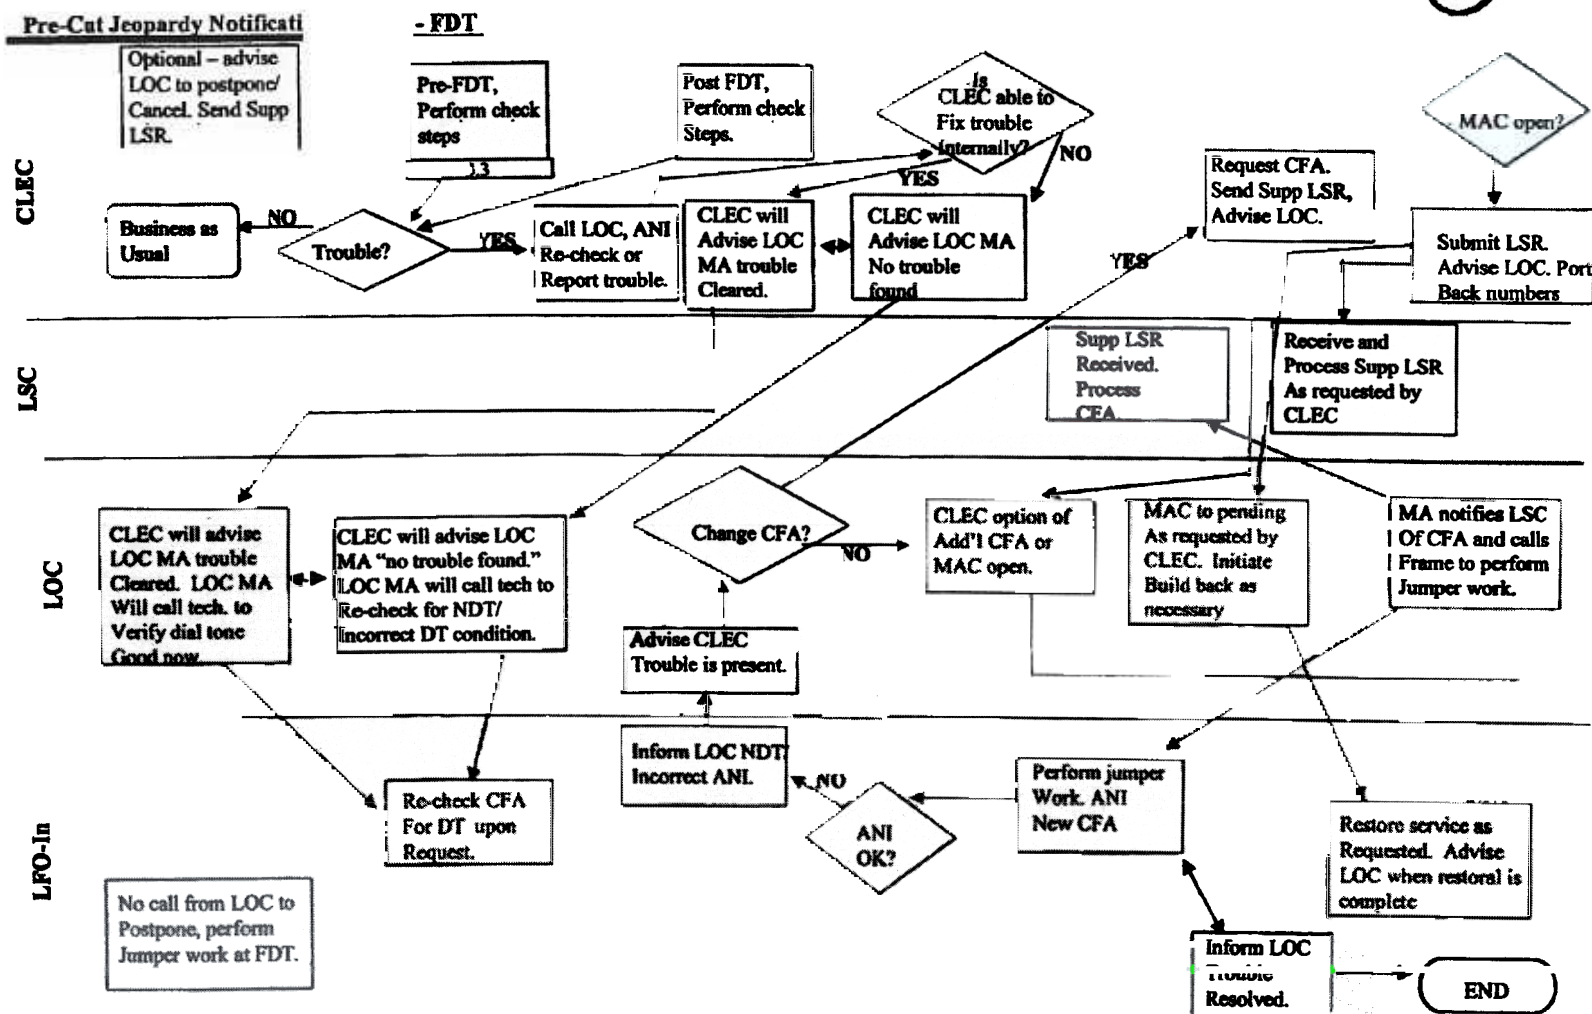 Pre-Cut Jeopardy Notificati
- FDT
CLEC
Optional – advise
LOC to postpone/
Cancel. Send Supp
LSR.
Pre-FDT,
Perform check
steps
Post FDT,
Perform check
Steps.
Is
CLEC able to
Fix trouble
internally?
NO
YES
MAC open?
Business as
Usual
NO
Trouble?
YES
Call LOC, ANI
Re-check or
Report trouble.
CLEC will
Advise LOC
MA trouble
Cleared.
CLEC will
Advise LOC MA
No trouble
found
YES
Request CFA.
Send Supp LSR,
Advise LOC.
Submit LSR.
Advise LOC. Port
Back numbers
LSC
Supp LSR
Received.
Process
CFA
Receive and
Process Supp LSR
As requested by
CLEC
LOC
CLEC will advise
LOC MA trouble
Cleared. LOC MA
Will call tech. to
Verify dial tone
Good now
CLEC will advise LOC
MA “no trouble found.”
LOC MA will call tech to
Re-check for NDT/
incorrect DT condition.
Change CFA?
NO
Advise CLEC
Trouble is present.
CLEC option of
Add’l CFA or
MAC open.
MAC to pending
As requested by
CLEC. Initiate
Build back as
necessary
MA notifies LSC
Of CFA and calls
Frame to perform
Jumper work.
LFO-In
Re-check CFA
For DT upon
Request.
Inform LOC NDT/
Incorrect ANI.
NO
ANI
OK?
Perform jumper
Work. ANI
New CFA
Restore service as
Requested. Advise
LOC when restoral is
complete
No call from LOC to
Postpone, perform
Jumper work at FDT.
Inform LOC
Trouble
Resolved.
END